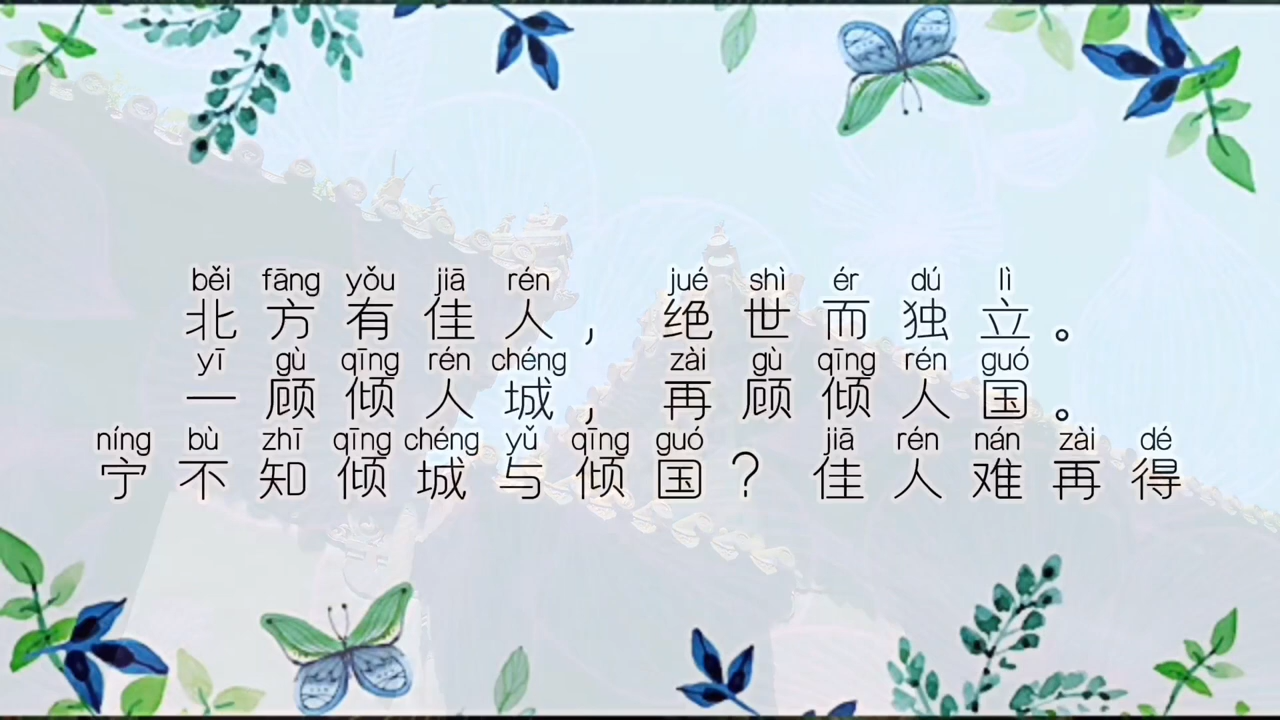 běi fāng yǒu jiā rén jué shì ér dú lì
北方有佳人, 绝世而独立。
yī gù qīng rén chéng zài gù qīng rén guó
一顾倾人城, 再顾倾人国。
níng bù zhī qīng chéng yǔ qīng guó jiā rén nán zài dé
宁不知倾城与倾国? 佳人难再得